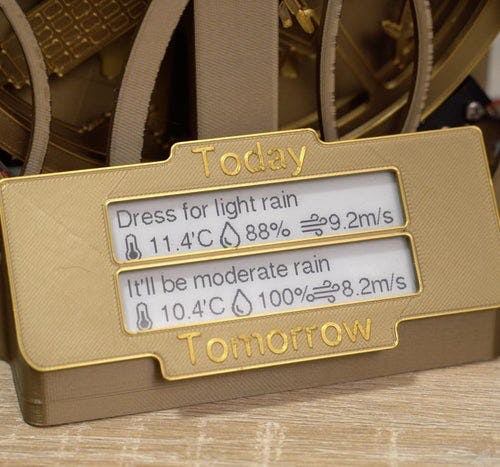 Today
Dress for light rain
11.4'C 88% 9.2m/s
It'll be moderate rain
10.4'C 100% 8.2m/s
Tomorrow